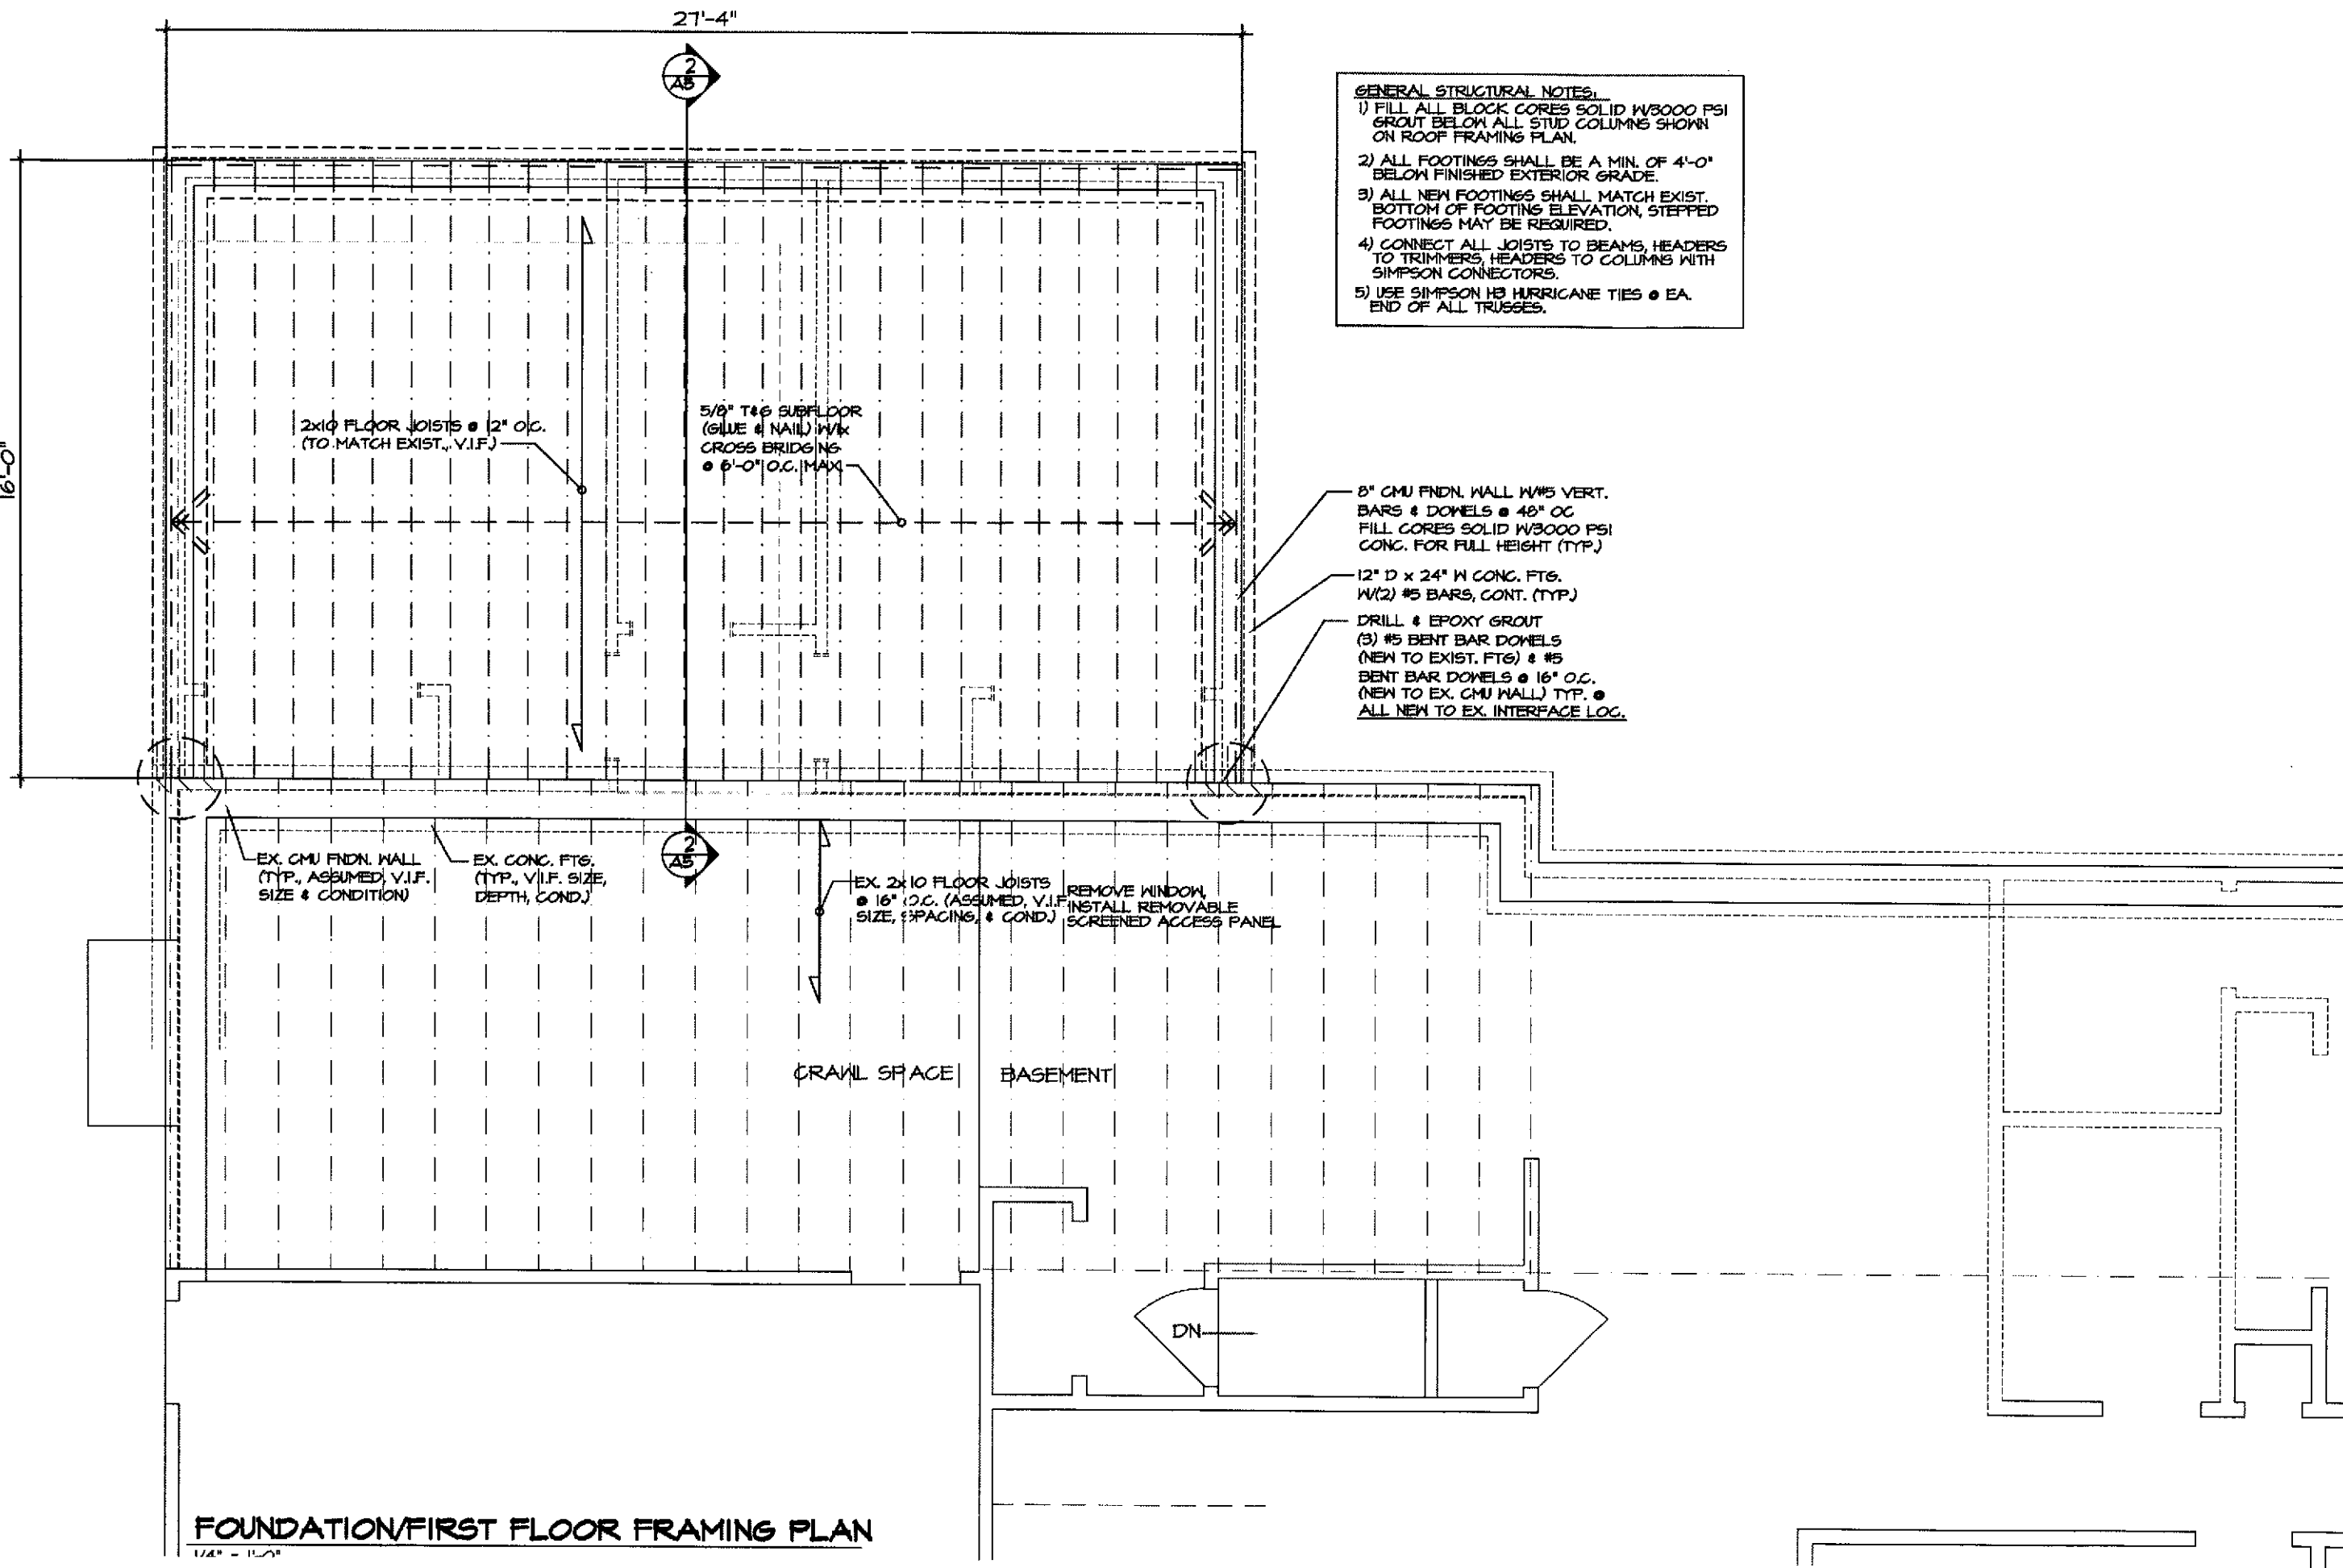 27'-4"
2
A5
GENERAL STRUCTURAL NOTES:
1) FILL ALL BLOCK CORES SOLID W/3000 PSI
GROUT BELOW ALL STUD COLUMNS SHOWN
ON ROOF FRAMING PLAN.
2) ALL FOOTINGS SHALL BE A MIN. OF 4'-0"
BELOW FINISHED EXTERIOR GRADE.
3) ALL NEW FOOTINGS SHALL MATCH EXIST.
BOTTOM OF FOOTING ELEVATION, STEPPED
FOOTINGS MAY BE REQUIRED.
4) CONNECT ALL JOISTS TO BEAMS, HEADERS
TO TRIMMERS, HEADERS TO COLUMNS WITH
SIMPSON CONNECTORS.
5) USE SIMPSON H3 HURRICANE TIES @ EA.
END OF ALL TRUSSES.
16'-0"
2x10 FLOOR JOISTS @ 12" O.C.
(TO MATCH EXIST., V.I.F.)
5/8" T&G SUBFLOOR
(GLUE & NAIL) W/1x
CROSS BRIDGING
@ 6'-0" O.C. MAX.
8" CMU FNDN. WALL W/#5 VERT.
BARS & DOWELS @ 48" OC
FILL CORES SOLID W/3000 PSI
CONC. FOR FULL HEIGHT (TYP.)
12" D x 24" W CONC. FTG.
W/(2) #5 BARS, CONT. (TYP.)
DRILL & EPOXY GROUT
(3) #5 BENT BAR DOWELS
(NEW TO EXIST. FTG) & #5
BENT BAR DOWELS @ 16" O.C.
(NEW TO EX. CMU WALL) TYP. @
ALL NEW TO EX. INTERFACE LOC.
EX. CMU FNDN. WALL
(TYP., ASSUMED, V.I.F.
SIZE & CONDITION)
EX. CONC. FTG.
(TYP., V.I.F. SIZE,
DEPTH, COND.)
2
A5
EX. 2x10 FLOOR JOISTS
@ 16" O.C. (ASSUMED, V.I.F.
SIZE, SPACING, & COND.)
REMOVE WINDOW,
INSTALL REMOVABLE
SCREENED ACCESS PANEL
CRAWL SPACE
BASEMENT
DN
FOUNDATION/FIRST FLOOR FRAMING PLAN
1/4" = 1'-0"